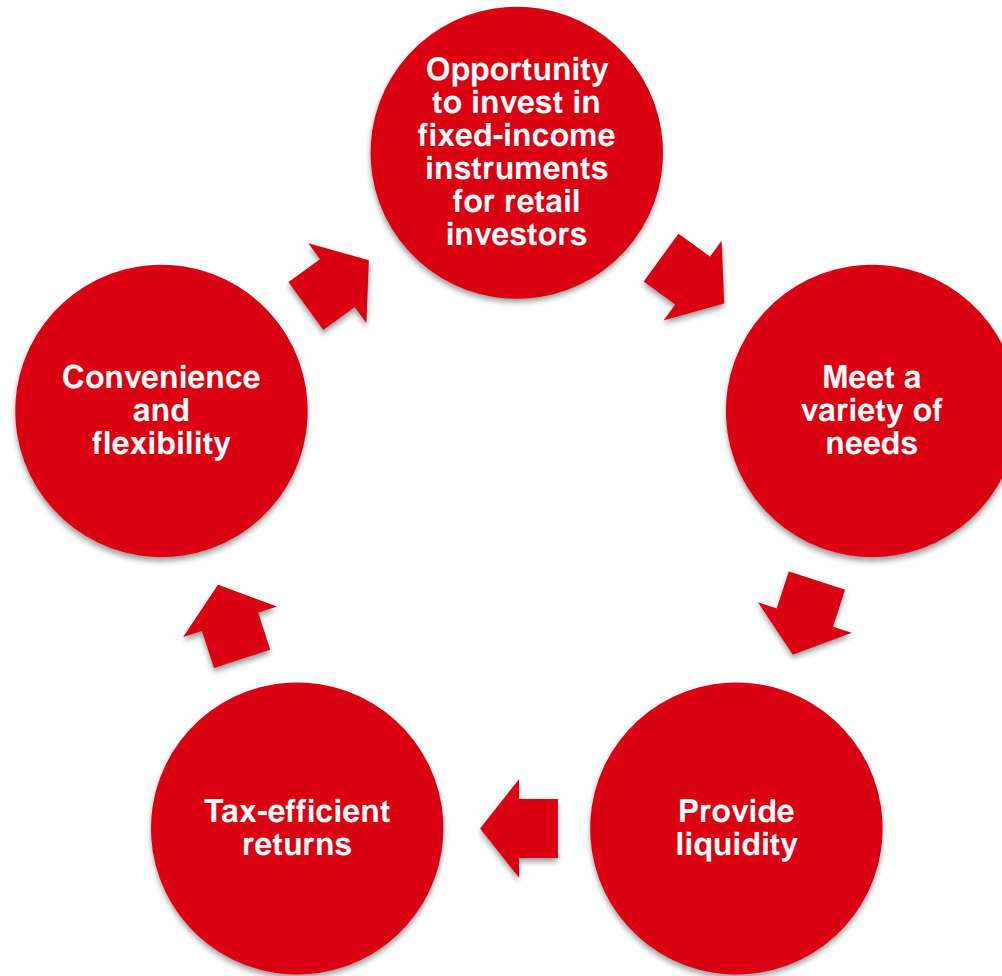 Opportunity
to invest in
fixed-income
instruments
for retail
investors
Meet a
variety of
needs
Provide
liquidity
Tax-efficient
returns
Convenience
and
flexibility